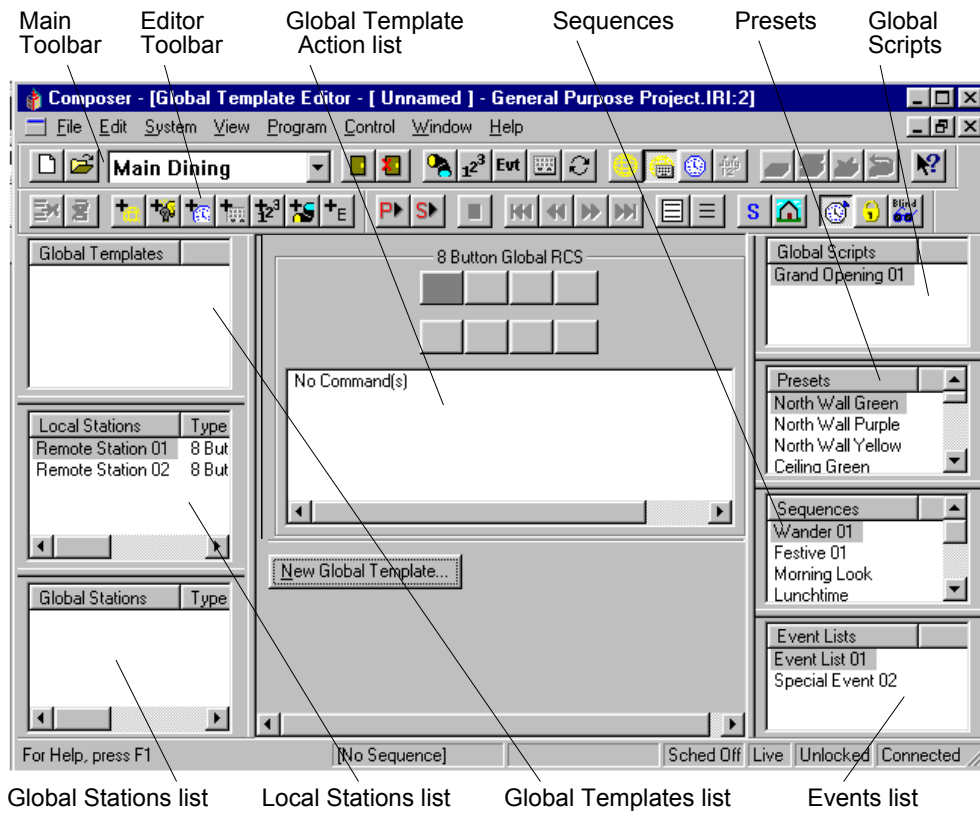 Main Toolbar
Editor Toolbar
Global Template Action list
Sequences
Presets
Global Scripts
Composer - [Global Template Editor - [ Unnamed ] - General Purpose Project.IRI:2]
File Edit System View Program Control Window Help
Main Dining
Evt
+E
P S
S
Blind
Global Templates
Local Stations Type
Remote Station 01 8 But
Remote Station 02 8 But
Global Stations Type
8 Button Global RCS
No Command(s)
New Global Template...
Global Scripts
Grand Opening 01
Presets
North Wall Green
North Wall Purple
North Wall Yellow
Ceiling Green
Sequences
Wander 01
Festive 01
Morning Look
Lunchtime
Event Lists
Event List 01
Special Event 02
For Help, press F1 [No Sequence] Sched Off Live Unlocked Connected
Global Stations list
Local Stations list
Global Templates list
Events list